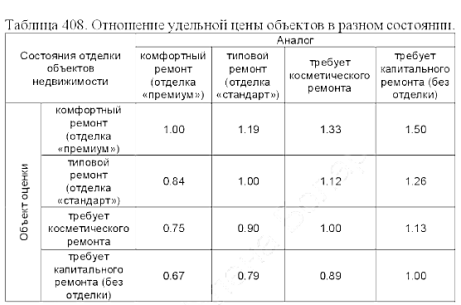 Таблица 408. Отношение удельной цены объектов в разном состоянии.
Состояния отделки объектов недвижимости
Аналог
комфортный ремонт (отделка «премиум»)
типовой ремонт (отделка «стандарт»)
требует косметического ремонта
требует капитального ремонта (без отделки)
Объект оценки
комфортный ремонт (отделка «премиум») 1.00 1.19 1.33 1.50
типовой ремонт (отделка «стандарт») 0.84 1.00 1.12 1.26
требует косметического ремонта 0.75 0.90 1.00 1.13
требует капитального ремонта (без отделки) 0.67 0.79 0.89 1.00